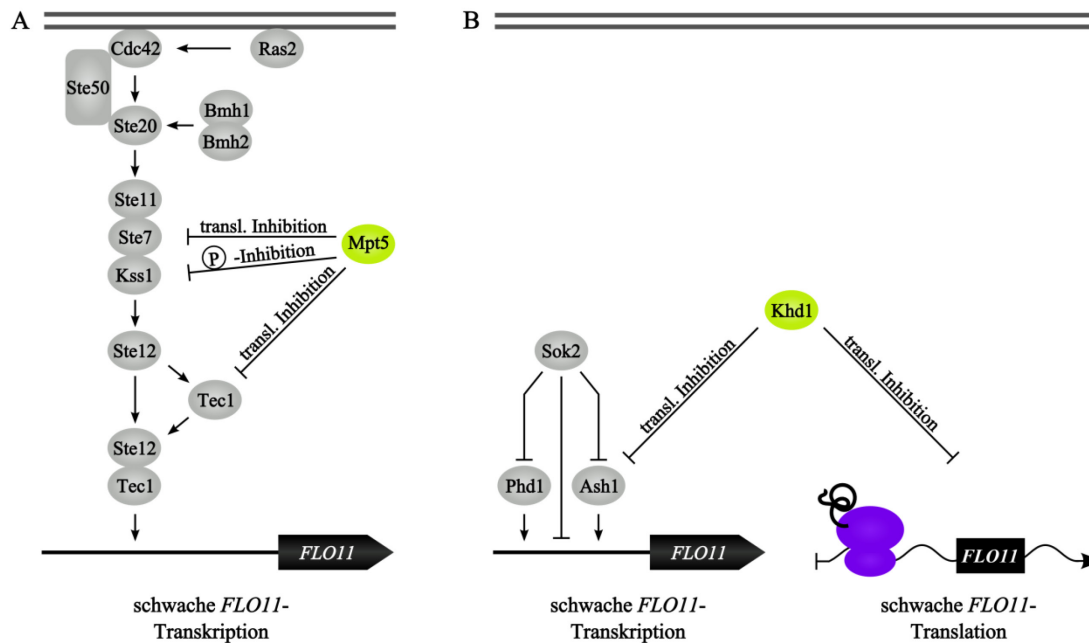 A
Cdc42
Ras2
Ste50
Ste20
Bmh1
Bmh2
Ste11
Ste7
Kss1
transl. Inhibition
P -Inhibition
transl. Inhibition
Mpt5
Ste12
Tec1
Ste12
Tec1
FLO11
schwache FLO11-
Transkription
B
Khd1
Sok2
transl. Inhibition
transl. Inhibition
Phd1
Ash1
FLO11
FLO11
schwache FLO11-
Transkription
schwache FLO11-
Translation